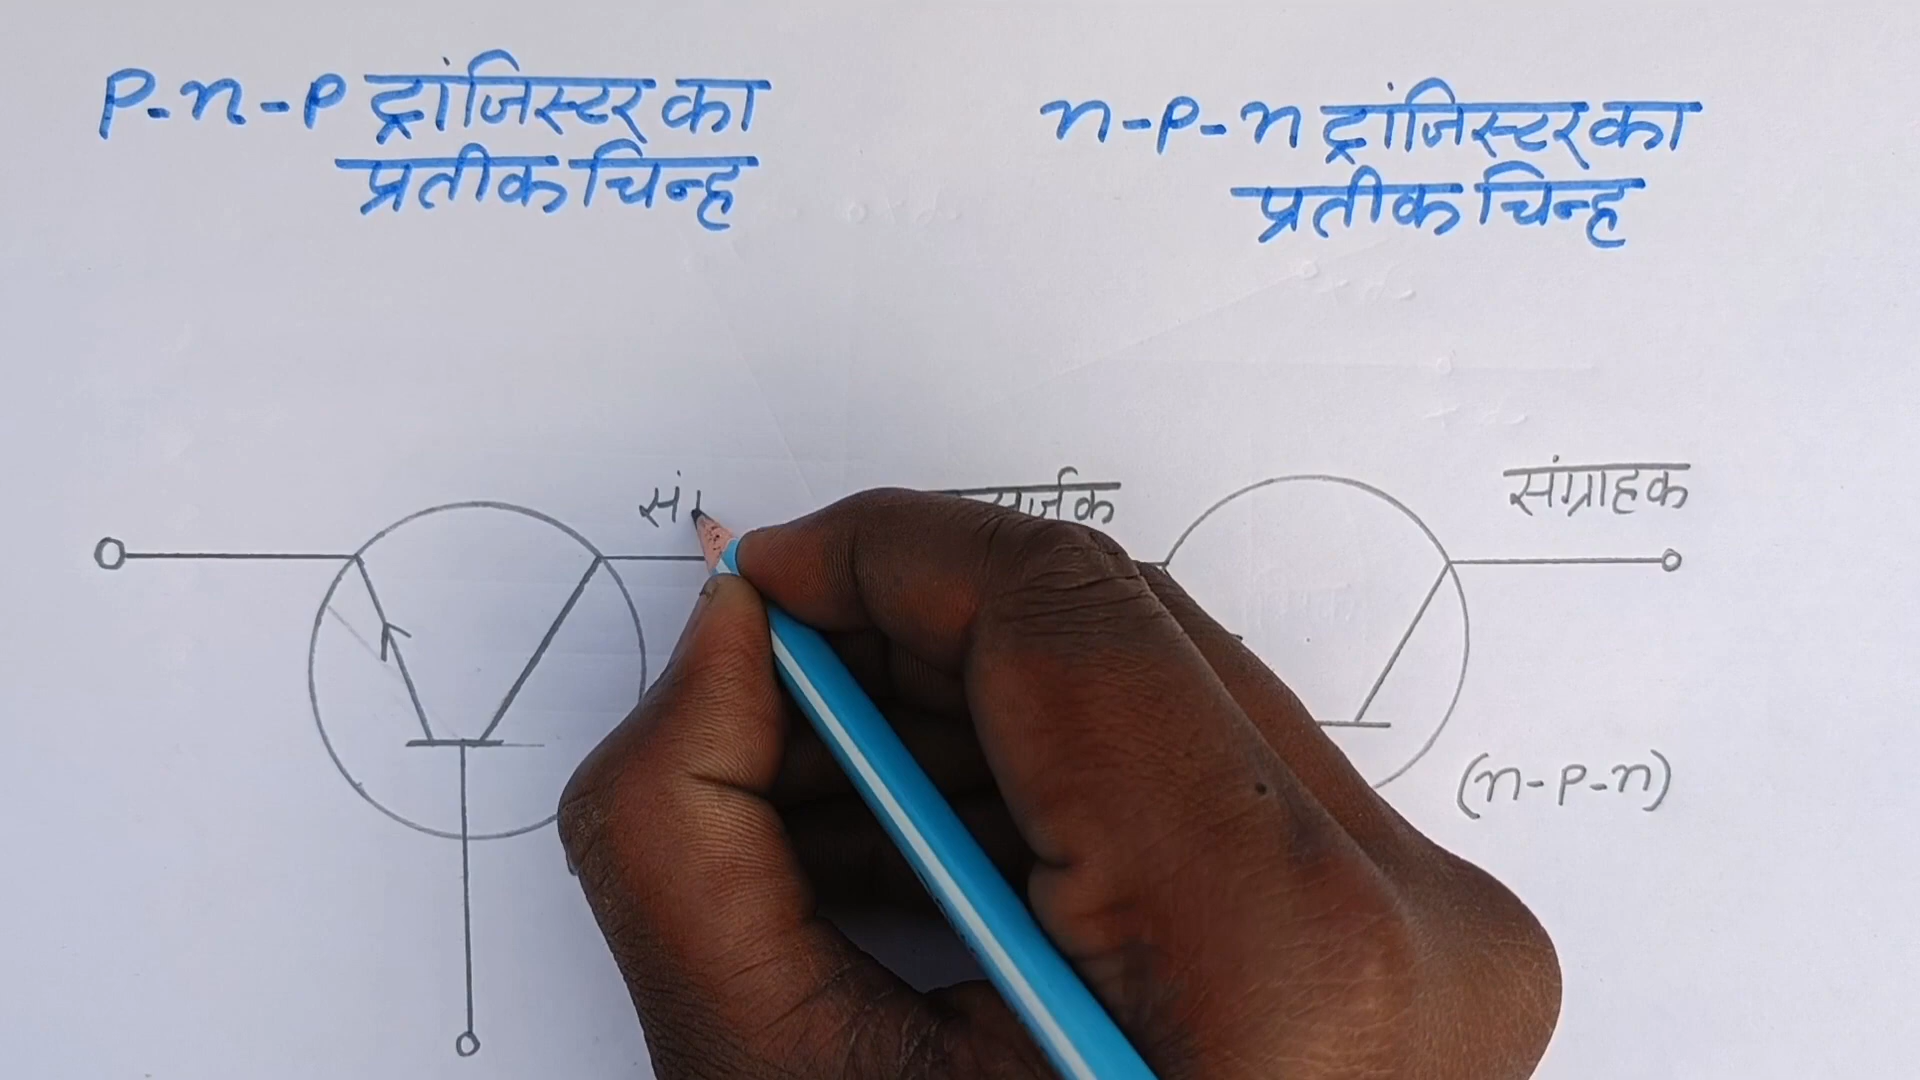 P-n-P ट्रांजिस्टर का
प्रतीक चिन्ह
n-P-n ट्रांजिस्टर का
प्रतीक चिन्ह
सं
संग्राहक
(n-P-n)